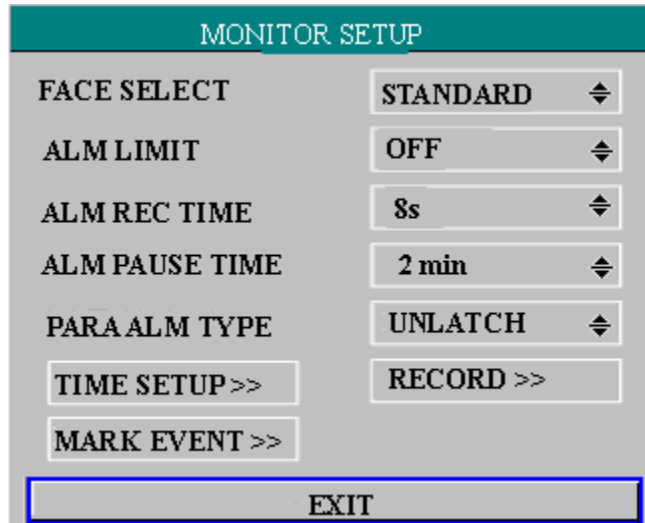 MONITOR SETUP
FACE SELECT STANDARD
ALM LIMIT OFF
ALM REC TIME 8s
ALM PAUSE TIME 2 min
PARA ALM TYPE UNLATCH
TIME SETUP >> RECORD >>
MARK EVENT >>
EXIT